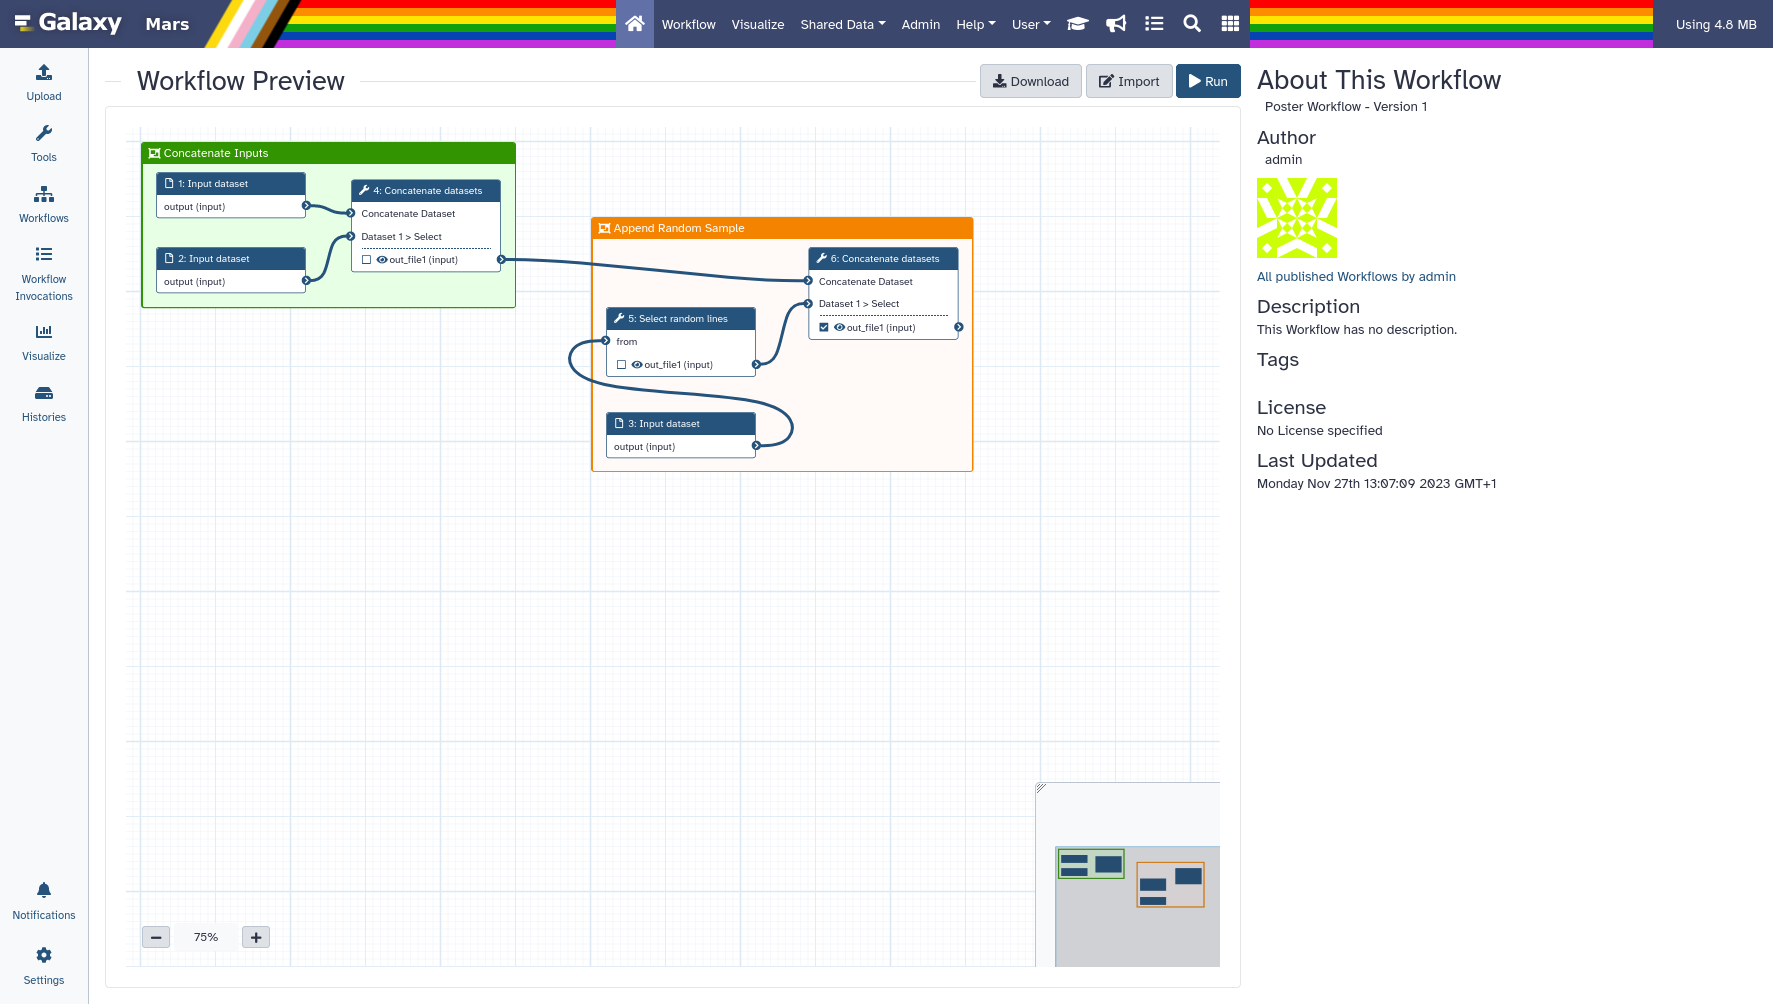 Galaxy Mars
Workflow Visualize Shared Data Admin Help User
Using 4.8 MB
Upload
Tools
Workflows
Workflow
Invocations
Visualize
Histories
Notifications
Settings
Workflow Preview
Download Import Run
Concatenate Inputs
1: Input dataset
output (input)
2: Input dataset
output (input)
4: Concatenate datasets
Concatenate Dataset
Dataset 1 > Select
out_file1 (input)
Append Random Sample
6: Concatenate datasets
Concatenate Dataset
Dataset 1 > Select
out_file1 (input)
5: Select random lines
from
out_file1 (input)
3: Input dataset
output (input)
75%
About This Workflow
Poster Workflow - Version 1
Author
admin
All published Workflows by admin
Description
This Workflow has no description.
Tags
License
No License specified
Last Updated
Monday Nov 27th 13:07:09 2023 GMT+1